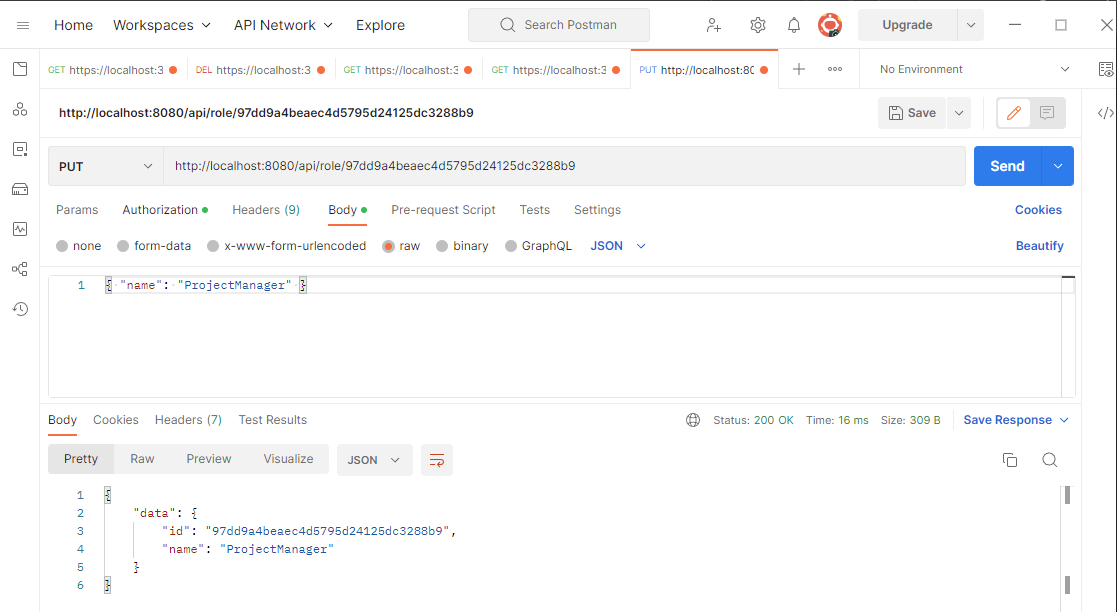 Home Workspaces API Network Explore Search Postman Upgrade
GET https://localhost:3 DEL https://localhost:3 GET https://localhost:3 GET https://localhost:3 PUT http://localhost:80 No Environment
http://localhost:8080/api/role/97dd9a4beaec4d5795d24125dc3288b9 Save
PUT http://localhost:8080/api/role/97dd9a4beaec4d5795d24125dc3288b9 Send
Params Authorization Headers (9) Body Pre-request Script Tests Settings Cookies
none form-data x-www-form-urlencoded raw binary GraphQL JSON Beautify
1 { "name": "ProjectManager" }
Body Cookies Headers (7) Test Results Status: 200 OK Time: 16 ms Size: 309 B Save Response
Pretty Raw Preview Visualize JSON
1 {
2 "data": {
3 "id": "97dd9a4beaec4d5795d24125dc3288b9",
4 "name": "ProjectManager"
5 }
6 }